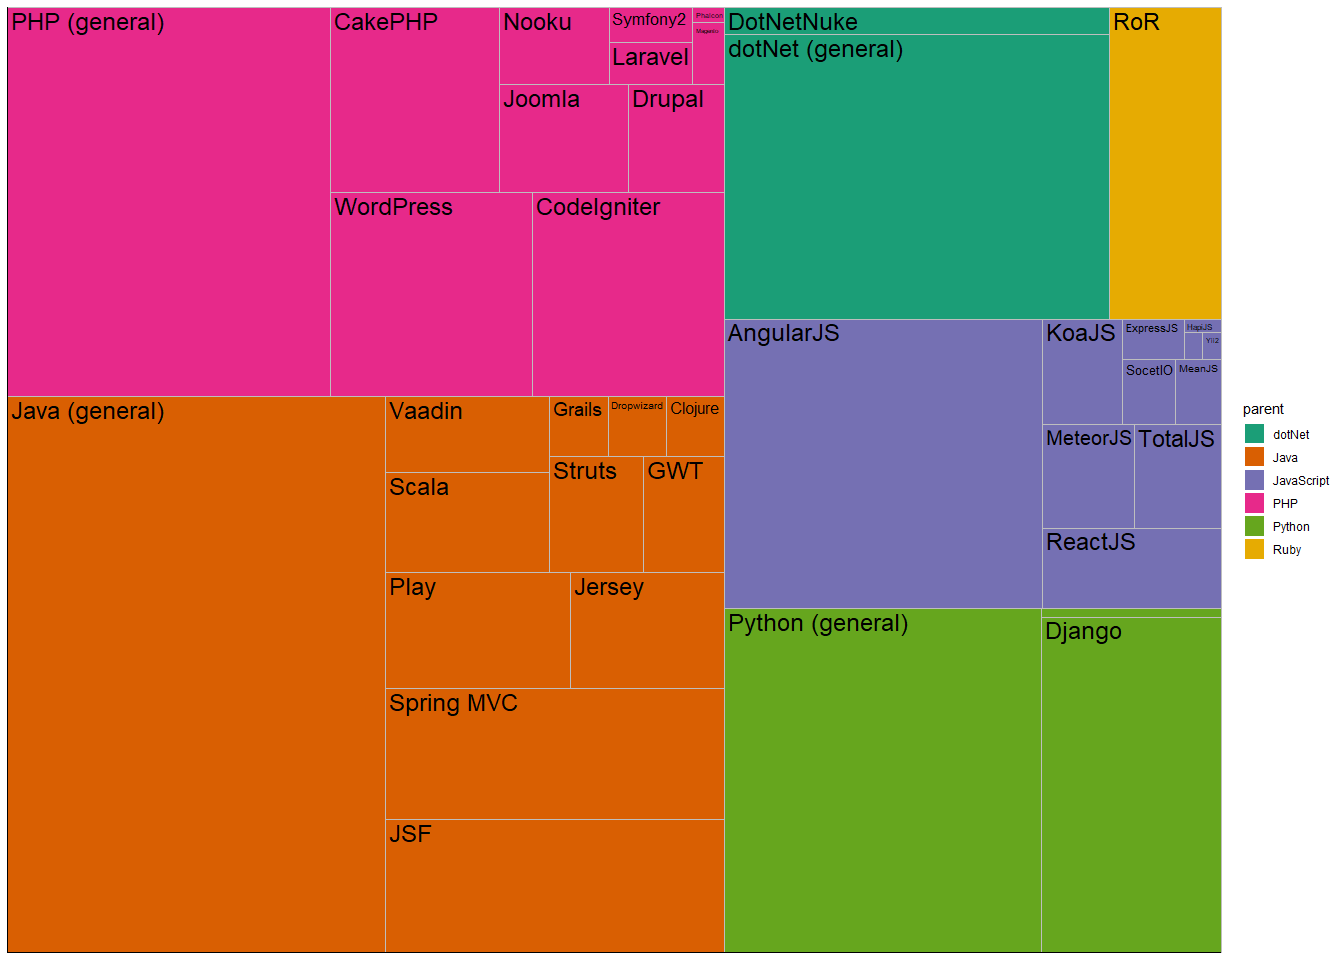 PHP (general)
CakePHP
Nooku
Symfony2
Phalcon
Magento
Laravel
Joomla
Drupal
WordPress
CodeIgniter
DotNetNuke
dotNet (general)
RoR
AngularJS
KoaJS
ExpressJS
HapiJS
Yii2
SocetIO
MeanJS
MeteorJS
TotalJS
ReactJS
Java (general)
Vaadin
Grails
Dropwizard
Clojure
Scala
Struts
GWT
Play
Jersey
Spring MVC
JSF
Python (general)
Django
parent
dotNet
Java
JavaScript
PHP
Python
Ruby